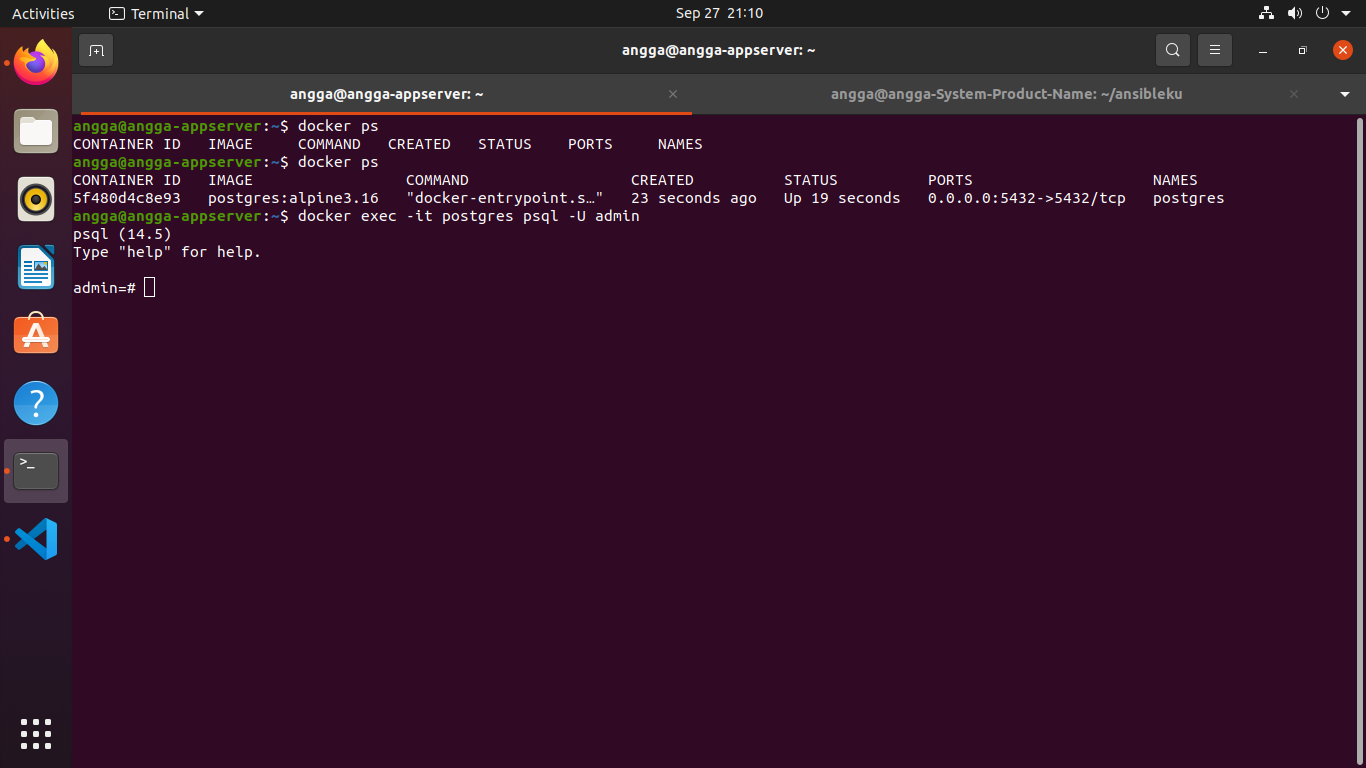 Activities Terminal Sep 27 21:10
angga@angga-appserver: ~
angga@angga-appserver: ~ angga@angga-System-Product-Name: ~/ansibleku
angga@angga-appserver:~$ docker ps
CONTAINER ID IMAGE COMMAND CREATED STATUS PORTS NAMES
angga@angga-appserver:~$ docker ps
CONTAINER ID IMAGE COMMAND CREATED STATUS PORTS NAMES
5f480d4c8e93 postgres:alpine3.16 "docker-entrypoint.s…" 23 seconds ago Up 19 seconds 0.0.0.0:5432->5432/tcp postgres
angga@angga-appserver:~$ docker exec -it postgres psql -U admin
psql (14.5)
Type "help" for help.
admin=#